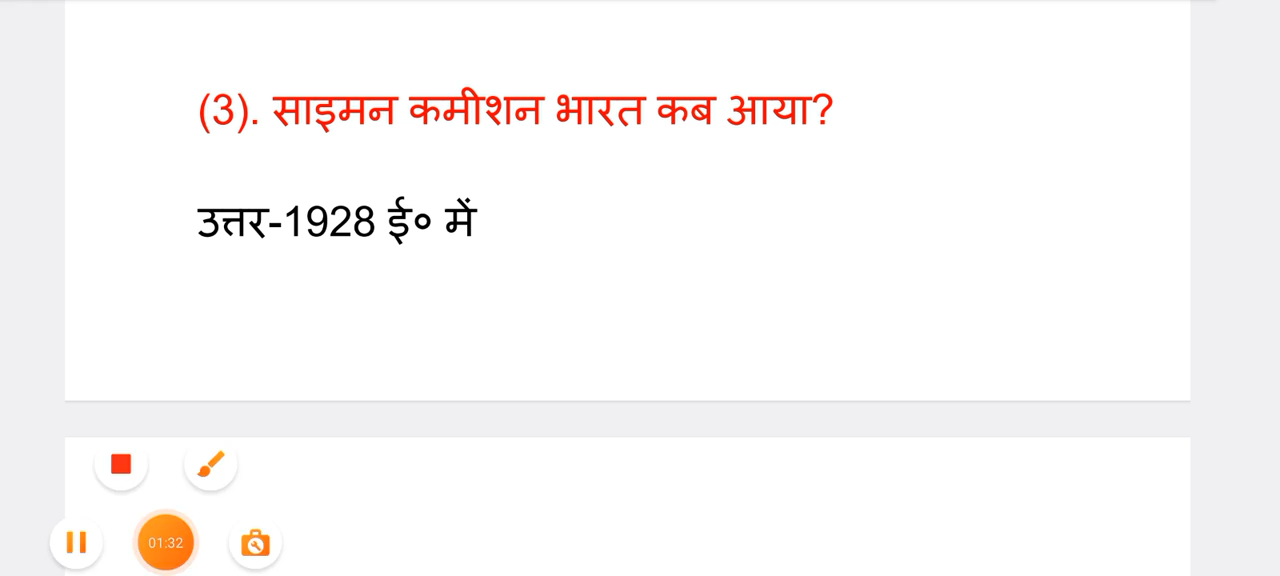 (3). साइमन कमीशन भारत कब आया?
उत्तर-1928 ई० में
01:32